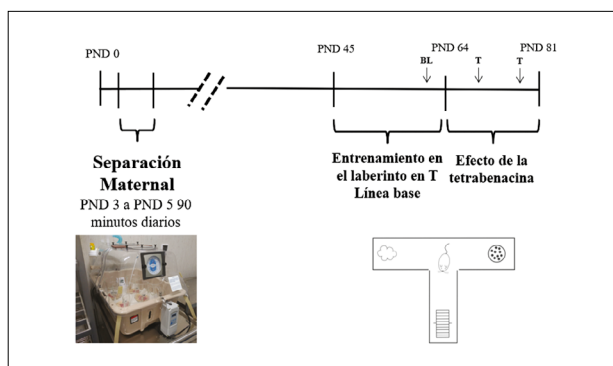 PND 0
PND 45
PND 64
PND 81
BL
T
T
Separación
Maternal
PND 3 a PND 5 90
minutos diarios
Entrenamiento en
el laberinto en T
Línea base
Efecto de la
tetrabenacina